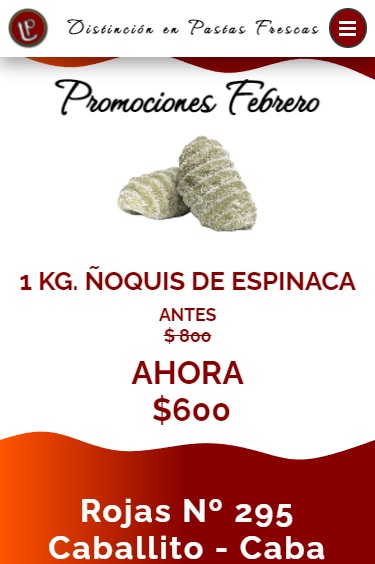 LP
Distinción en Pastas Frescas
Promociones Febrero
1 KG. ÑOQUIS DE ESPINACA
ANTES
$ 800
AHORA
$600
Rojas Nº 295
Caballito - Caba